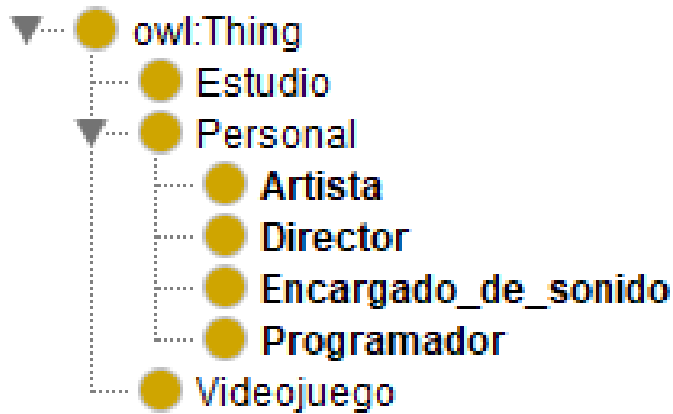 owl:Thing
Estudio
Personal
Artista
Director
Encargado_de_sonido
Programador
Videojuego